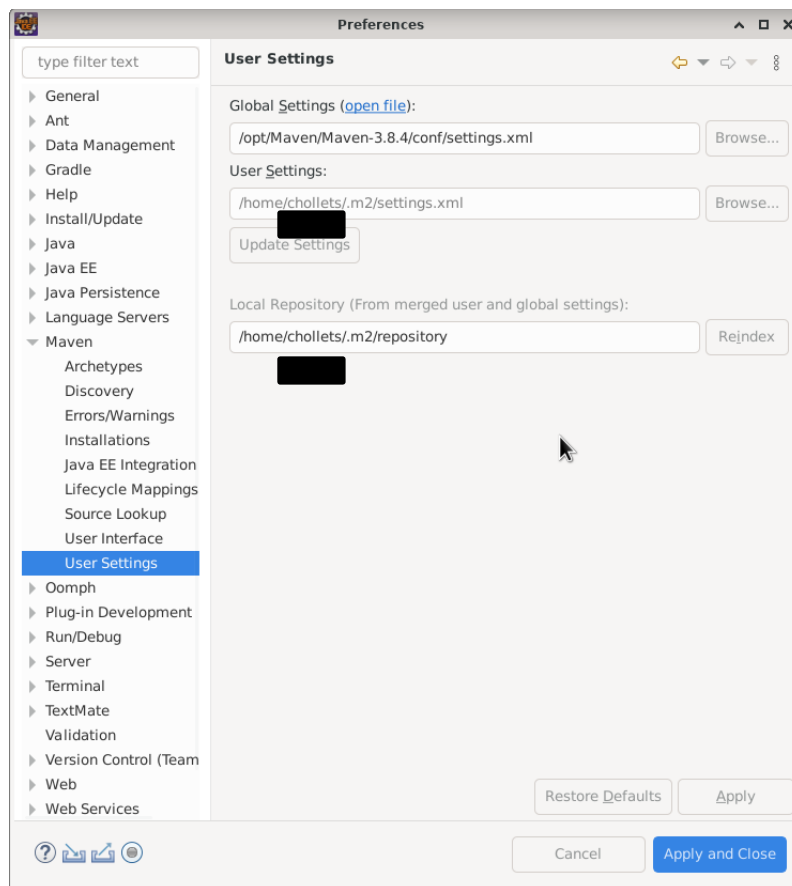 Preferences
type filter text
General
Ant
Data Management
Gradle
Help
Install/Update
Java
Java EE
Java Persistence
Language Servers
Maven
Archetypes
Discovery
Errors/Warnings
Installations
Java EE Integration
Lifecycle Mappings
Source Lookup
User Interface
User Settings
Oomph
Plug-in Development
Run/Debug
Server
Terminal
TextMate
Validation
Version Control (Team
Web
Web Services
User Settings
Global Settings (open file):
/opt/Maven/Maven-3.8.4/conf/settings.xml
Browse...
User Settings:
/home/chollets/.m2/settings.xml
Browse...
Update Settings
Local Repository (From merged user and global settings):
/home/chollets/.m2/repository
Reindex
Restore Defaults
Apply
?
Cancel
Apply and Close